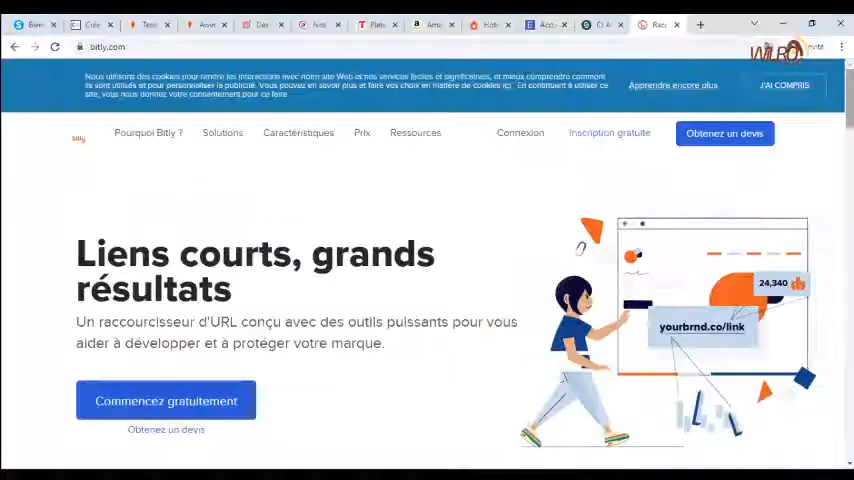 bitly.com
WILRO
Nous utilisons des cookies pour rendre les interactions avec notre site Web et nos services faciles et significatives, et mieux comprendre comment
ils sont utilisés et pour personnaliser la publicité. Vous pouvez en savoir plus et faire vos choix en matière de cookies ici. En continuant à utiliser ce
site, vous nous donnez votre consentement pour ce faire
Apprendre encore plus
J'AI COMPRIS
bitly
Pourquoi Bitly ? Solutions Caractéristiques Prix Ressources Connexion Inscription gratuite Obtenez un devis
Liens courts, grands
résultats
Un raccourcisseur d'URL conçu avec des outils puissants pour vous
aider à développer et à protéger votre marque.
Commencez gratuitement
Obtenez un devis
24,340
yourbrnd.co/link